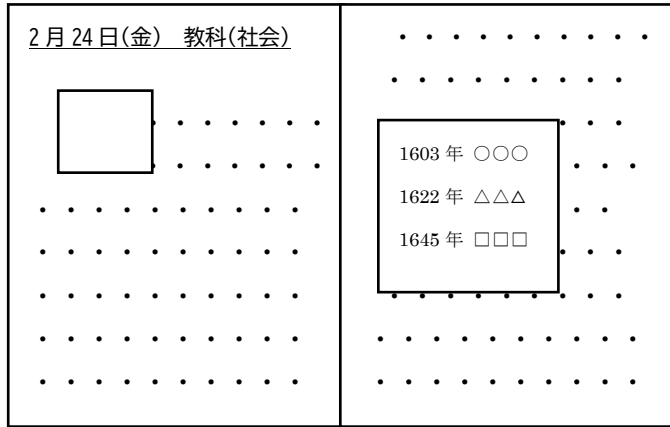 2月24日(金) 教科(社会)
1603年 ○○○
1622年 △△△
1645年 □□□